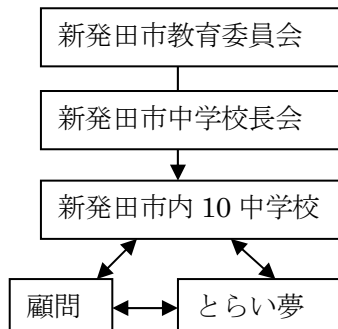 新発田市教育委員会
新発田市中学校長会
新発田市内 10 中学校
顧問
とらい夢